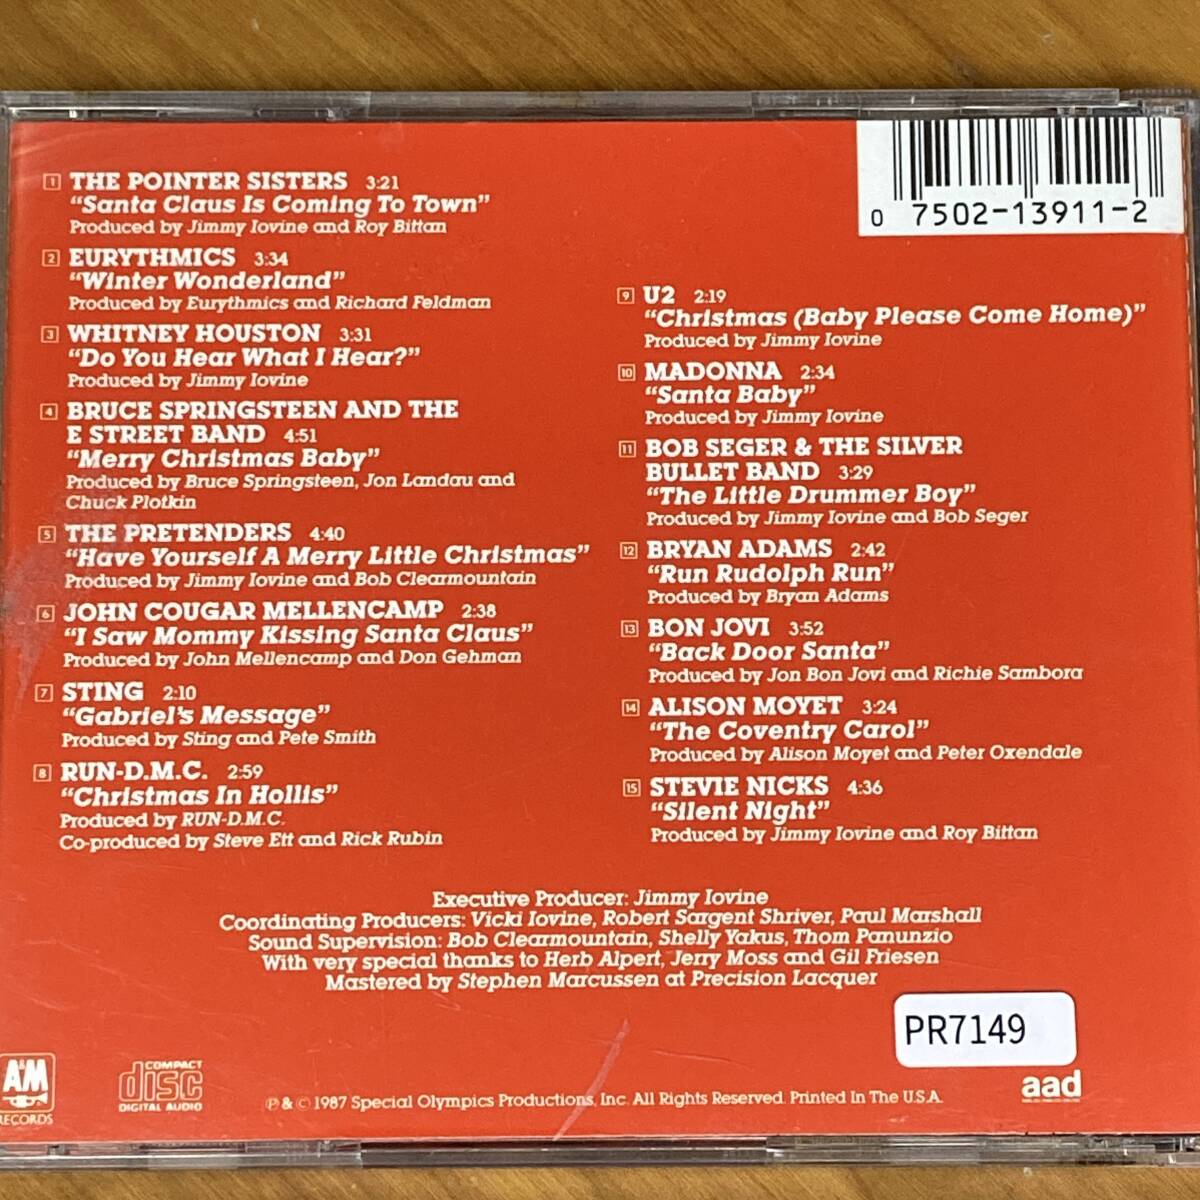 1 THE POINTER SISTERS 3:21
"Santa Claus Is Coming To Town"
Produced by Jimmy Iovine and Roy Bittan
2 EURYTHMICS 3:34
"Winter Wonderland"
Produced by Eurythmics and Richard Feldman
3 WHITNEY HOUSTON 3:31
"Do You Hear What I Hear?"
Produced by Jimmy Iovine
4 BRUCE SPRINGSTEEN AND THE
E STREET BAND 4:51
"Merry Christmas Baby"
Produced by Bruce Springsteen, Jon Landau and
Chuck Plotkin
5 THE PRETENDERS 4:40
"Have Yourself A Merry Little Christmas"
Produced by Jimmy Iovine and Bob Clearmountain
6 JOHN COUGAR MELLENCAMP 2:38
"I Saw Mommy Kissing Santa Claus"
Produced by John Mellencamp and Don Gehman
7 STING 2:10
"Gabriel's Message"
Produced by Sting and Pete Smith
8 RUN-D.M.C. 2:59
"Christmas In Hollis"
Produced by RUN-D.M.C.
Co-produced by Steve Ett and Rick Rubin
0 7502-13911-2
9 U2 2:19
"Christmas (Baby Please Come Home)"
Produced by Jimmy Iovine
10 MADONNA 2:34
"Santa Baby"
Produced by Jimmy Iovine
11 BOB SEGER & THE SILVER
BULLET BAND 3:29
"The Little Drummer Boy"
Produced by Jimmy Iovine and Bob Seger
12 BRYAN ADAMS 2:42
"Run Rudolph Run"
Produced by Bryan Adams
13 BON JOVI 3:52
"Back Door Santa"
Produced by Jon Bon Jovi and Richie Sambora
14 ALISON MOYET 3:24
"The Coventry Carol"
Produced by Alison Moyet and Peter Oxendale
15 STEVIE NICKS 4:36
"Silent Night"
Produced by Jimmy Iovine and Roy Bittan
Executive Producer: Jimmy Iovine
Coordinating Producers: Vicki Iovine, Robert Sargent Shriver, Paul Marshall
Sound Supervision: Bob Clearmountain, Shelly Yakus, Thom Panunzio
With very special thanks to Herb Alpert, Jerry Moss and Gil Friesen
Mastered by Stephen Marcussen at Precision Lacquer
PR7149
A&M
RECORDS
COMPACT
disc
DIGITAL AUDIO
℗ & © 1987 Special Olympics Productions, Inc. All Rights Reserved. Printed In The U.S.A.
aad